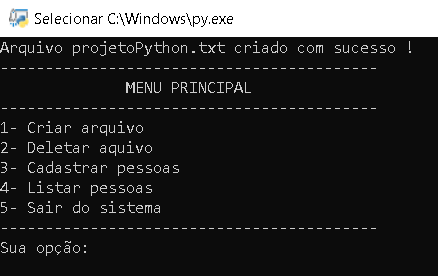 Selecionar C:\Windows\py.exe
Arquivo projetoPython.txt criado com sucesso !
------------------------------------------
MENU PRINCIPAL
------------------------------------------
1- Criar arquivo
2- Deletar aquivo
3- Cadastrar pessoas
4- Listar pessoas
5- Sair do sistema
------------------------------------------
Sua opção: